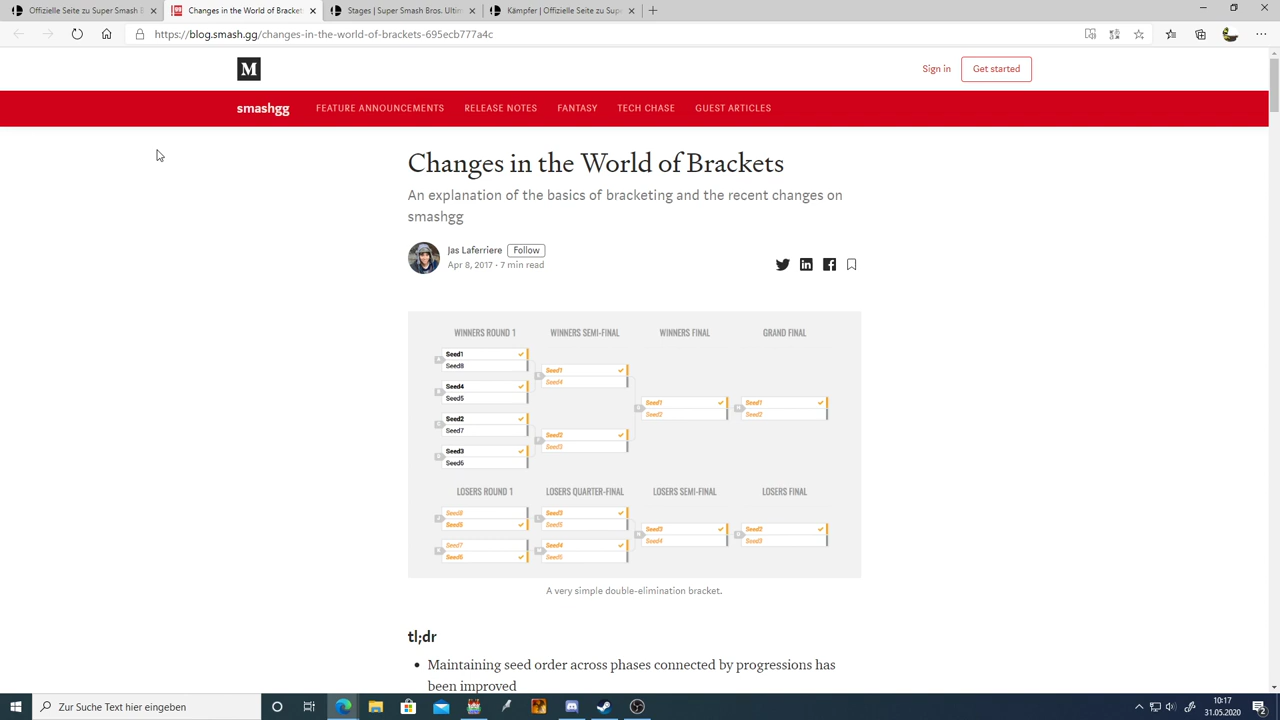 Offizielle Seite zu Super Smash B
Changes in the World of Brackets
Stages | Super Smash Bros. Ultim
Kämpfer | Offizielle Seite zu Sup
https://blog.smash.gg/changes-in-the-world-of-brackets-695ecb777a4c
M
Sign in
Get started
smashgg
FEATURE ANNOUNCEMENTS
RELEASE NOTES
FANTASY
TECH CHASE
GUEST ARTICLES
Changes in the World of Brackets
An explanation of the basics of bracketing and the recent changes on
smashgg
Jas Laferriere
Follow
Apr 8, 2017 · 7 min read
WINNERS ROUND 1
WINNERS SEMI-FINAL
WINNERS FINAL
GRAND FINAL
Seed1
Seed8
Seed4
Seed5
Seed2
Seed7
Seed3
Seed6
Seed1
Seed4
Seed2
Seed3
Seed1
Seed2
Seed1
Seed2
LOSERS ROUND 1
LOSERS QUARTER-FINAL
LOSERS SEMI-FINAL
LOSERS FINAL
Seed8
Seed5
Seed7
Seed6
Seed3
Seed5
Seed4
Seed6
Seed3
Seed4
Seed2
Seed3
A very simple double-elimination bracket.
tl;dr
• Maintaining seed order across phases connected by progressions has
been improved
Zur Suche Text hier eingeben
10:17
31.05.2020
2